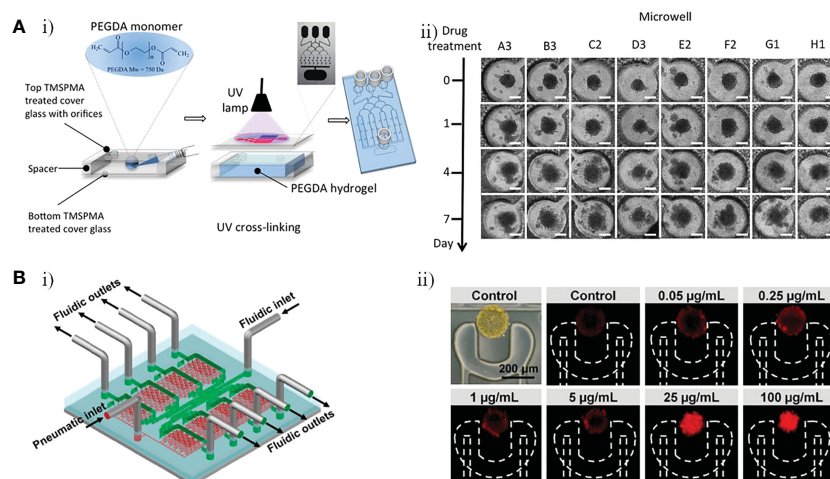 A i)
PEGDA monomer
H₂C
O
O
O
CH₂
n
PEGDA Mw = 750 Da
Top TMSPMA
treated cover
glass with orifices
Spacer
Bottom TMSPMA
treated cover glass
UV
lamp
PEGDA hydrogel
UV cross-linking
ii)
Microwell
Drug
treatment
A3 B3 C2 D3 E2 F2 G1 H1
0
1
4
7
Day
B i)
Fluidic outlets
Fluidic inlet
Pneumatic inlet
Fluidic outlets
ii)
Control Control 0.05 µg/mL 0.25 µg/mL
200 µm
1 µg/mL 5 µg/mL 25 µg/mL 100 µg/mL